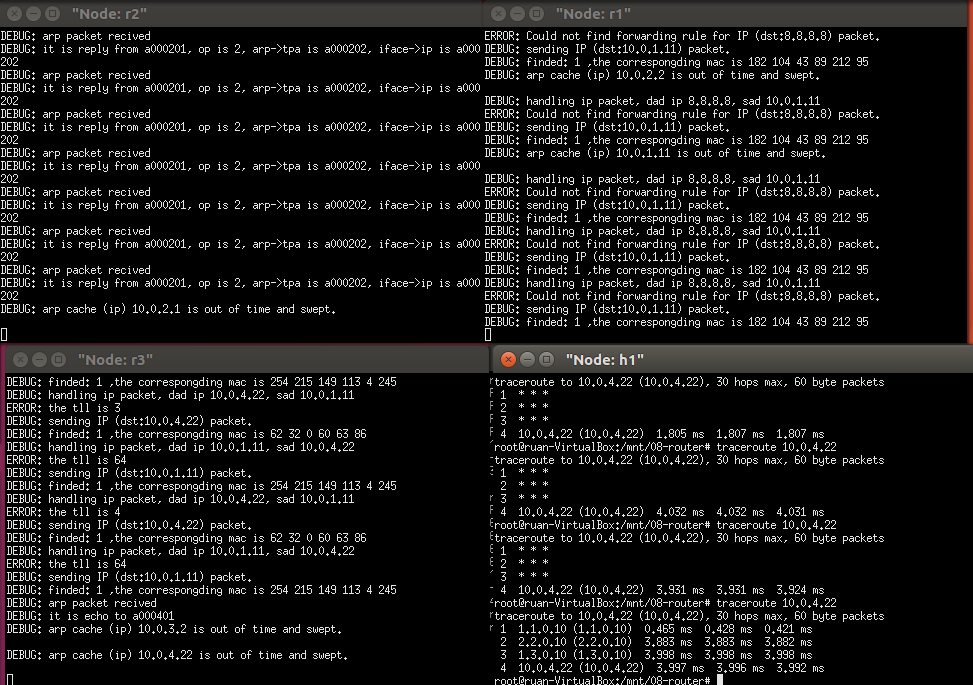 "Node: r2"
DEBUG: arp packet recived
DEBUG: it is reply from a000201, op is 2, arp->tpa is a000202, iface->ip is a000
202
DEBUG: arp packet recived
DEBUG: it is reply from a000201, op is 2, arp->tpa is a000202, iface->ip is a000
202
DEBUG: arp packet recived
DEBUG: it is reply from a000201, op is 2, arp->tpa is a000202, iface->ip is a000
202
DEBUG: arp packet recived
DEBUG: it is reply from a000201, op is 2, arp->tpa is a000202, iface->ip is a000
202
DEBUG: arp packet recived
DEBUG: it is reply from a000201, op is 2, arp->tpa is a000202, iface->ip is a000
202
DEBUG: arp packet recived
DEBUG: it is reply from a000201, op is 2, arp->tpa is a000202, iface->ip is a000
202
DEBUG: arp packet recived
DEBUG: it is reply from a000201, op is 2, arp->tpa is a000202, iface->ip is a000
202
DEBUG: arp cache (ip) 10.0.2.1 is out of time and swept.
"Node: r1"
ERROR: Could not find forwarding rule for IP (dst:8.8.8.8) packet.
DEBUG: sending IP (dst:10.0.1.11) packet.
DEBUG: finded: 1 ,the correspongding mac is 182 104 43 89 212 95
DEBUG: arp cache (ip) 10.0.2.2 is out of time and swept.
DEBUG: handling ip packet, dad ip 8.8.8.8, sad 10.0.1.11
ERROR: Could not find forwarding rule for IP (dst:8.8.8.8) packet.
DEBUG: sending IP (dst:10.0.1.11) packet.
DEBUG: finded: 1 ,the correspongding mac is 182 104 43 89 212 95
DEBUG: arp cache (ip) 10.0.1.11 is out of time and swept.
DEBUG: handling ip packet, dad ip 8.8.8.8, sad 10.0.1.11
ERROR: Could not find forwarding rule for IP (dst:8.8.8.8) packet.
DEBUG: sending IP (dst:10.0.1.11) packet.
DEBUG: finded: 1 ,the correspongding mac is 182 104 43 89 212 95
DEBUG: handling ip packet, dad ip 8.8.8.8, sad 10.0.1.11
ERROR: Could not find forwarding rule for IP (dst:8.8.8.8) packet.
DEBUG: sending IP (dst:10.0.1.11) packet.
DEBUG: finded: 1 ,the correspongding mac is 182 104 43 89 212 95
DEBUG: handling ip packet, dad ip 8.8.8.8, sad 10.0.1.11
ERROR: Could not find forwarding rule for IP (dst:8.8.8.8) packet.
DEBUG: sending IP (dst:10.0.1.11) packet.
DEBUG: finded: 1 ,the correspongding mac is 182 104 43 89 212 95
"Node: r3"
DEBUG: finded: 1 ,the correspongding mac is 254 215 149 113 4 245
DEBUG: handling ip packet, dad ip 10.0.4.22, sad 10.0.1.11
ERROR: the tll is 3
DEBUG: sending IP (dst:10.0.4.22) packet.
DEBUG: finded: 1 ,the correspongding mac is 62 32 0 60 63 86
DEBUG: handling ip packet, dad ip 10.0.1.11, sad 10.0.4.22
ERROR: the tll is 64
DEBUG: sending IP (dst:10.0.1.11) packet.
DEBUG: finded: 1 ,the correspongding mac is 254 215 149 113 4 245
DEBUG: handling ip packet, dad ip 10.0.4.22, sad 10.0.1.11
ERROR: the tll is 4
DEBUG: sending IP (dst:10.0.4.22) packet.
DEBUG: finded: 1 ,the correspongding mac is 62 32 0 60 63 86
DEBUG: handling ip packet, dad ip 10.0.1.11, sad 10.0.4.22
ERROR: the tll is 64
DEBUG: sending IP (dst:10.0.1.11) packet.
DEBUG: finded: 1 ,the correspongding mac is 254 215 149 113 4 245
DEBUG: arp packet recived
DEBUG: it is echo to a000401
DEBUG: arp cache (ip) 10.0.3.2 is out of time and swept.
DEBUG: arp cache (ip) 10.0.4.22 is out of time and swept.
"Node: h1"
traceroute to 10.0.4.22 (10.0.4.22), 30 hops max, 60 byte packets
1 * * *
2 * * *
3 * * *
4 10.0.4.22 (10.0.4.22) 1.805 ms 1.807 ms 1.807 ms
root@ruan-VirtualBox:/mnt/08-router# traceroute 10.0.4.22
traceroute to 10.0.4.22 (10.0.4.22), 30 hops max, 60 byte packets
1 * * *
2 * * *
3 * * *
4 10.0.4.22 (10.0.4.22) 4.032 ms 4.032 ms 4.031 ms
root@ruan-VirtualBox:/mnt/08-router# traceroute 10.0.4.22
traceroute to 10.0.4.22 (10.0.4.22), 30 hops max, 60 byte packets
1 * * *
2 * * *
3 * * *
4 10.0.4.22 (10.0.4.22) 3.931 ms 3.931 ms 3.924 ms
root@ruan-VirtualBox:/mnt/08-router# traceroute 10.0.4.22
traceroute to 10.0.4.22 (10.0.4.22), 30 hops max, 60 byte packets
1 1.1.0.10 (1.1.0.10) 0.465 ms 0.428 ms 0.421 ms
2 2.2.0.10 (2.2.0.10) 3.883 ms 3.883 ms 3.882 ms
3 1.3.0.10 (1.3.0.10) 3.998 ms 3.998 ms 3.998 ms
4 10.0.4.22 (10.0.4.22) 3.997 ms 3.996 ms 3.992 ms
root@ruan-VirtualBox:/mnt/08-router#